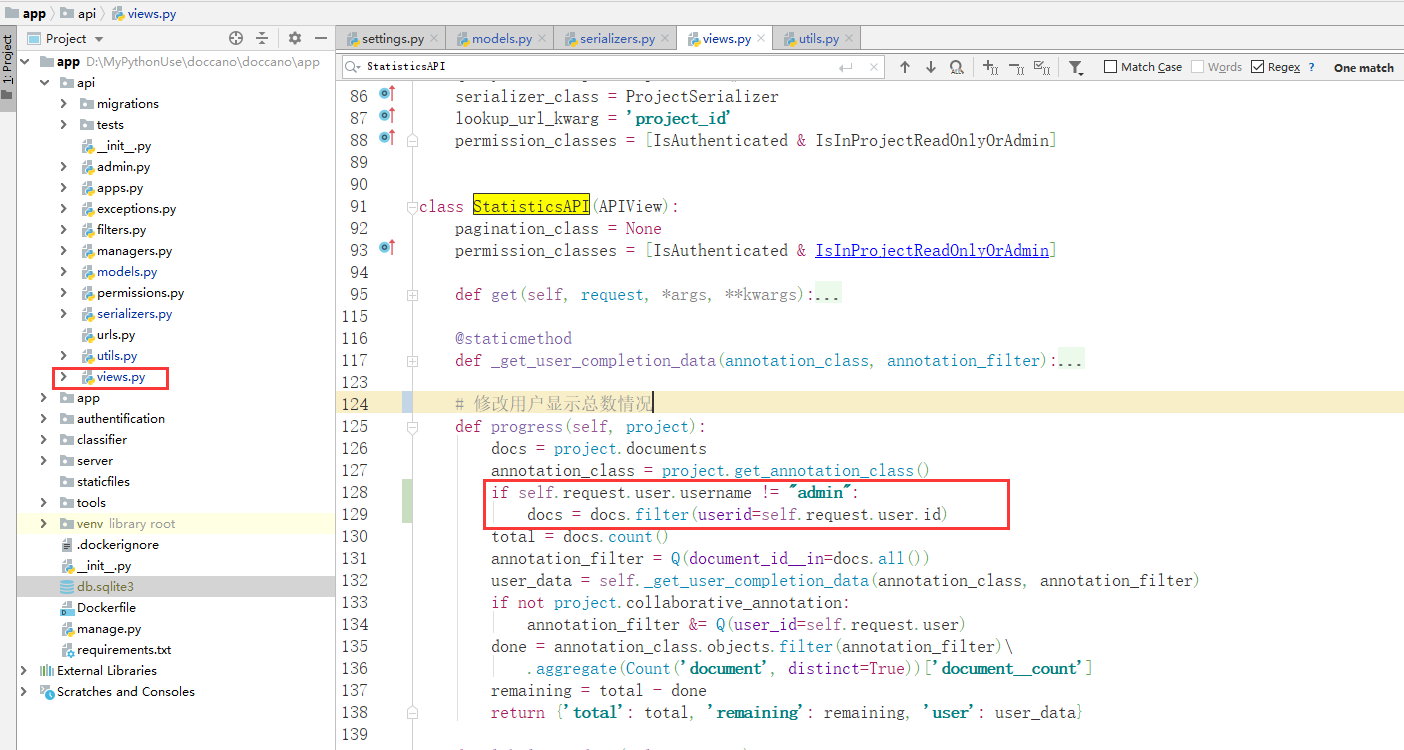 app api views.py
1: Project
Project
settings.py models.py serializers.py views.py utils.py
StatisticsAPI Match Case Words Regex ? One match
app D:\MyPythonUse\doccano\doccano\app
api
migrations
tests
__init__.py
admin.py
apps.py
exceptions.py
filters.py
managers.py
models.py
permissions.py
serializers.py
urls.py
utils.py
views.py
app
authentification
classifier
server
staticfiles
tools
venv library root
.dockerignore
__init__.py
db.sqlite3
Dockerfile
manage.py
requirements.txt
External Libraries
Scratches and Consoles
86 serializer_class = ProjectSerializer
87 lookup_url_kwarg = 'project_id'
88 permission_classes = [IsAuthenticated & IsInProjectReadOnlyOrAdmin]
89
90
91 class StatisticsAPI(APIView):
92 pagination_class = None
93 permission_classes = [IsAuthenticated & IsInProjectReadOnlyOrAdmin]
94
95 def get(self, request, *args, **kwargs):...
115
116 @staticmethod
117 def _get_user_completion_data(annotation_class, annotation_filter):...
123
124 # 修改用户显示总数情况
125 def progress(self, project):
126 docs = project.documents
127 annotation_class = project.get_annotation_class()
128 if self.request.user.username != "admin":
129 docs = docs.filter(userid=self.request.user.id)
130 total = docs.count()
131 annotation_filter = Q(document_id__in=docs.all())
132 user_data = self._get_user_completion_data(annotation_class, annotation_filter)
133 if not project.collaborative_annotation:
134 annotation_filter &= Q(user_id=self.request.user)
135 done = annotation_class.objects.filter(annotation_filter)\
136 .aggregate(Count('document', distinct=True))['document__count']
137 remaining = total - done
138 return {'total': total, 'remaining': remaining, 'user': user_data}
139